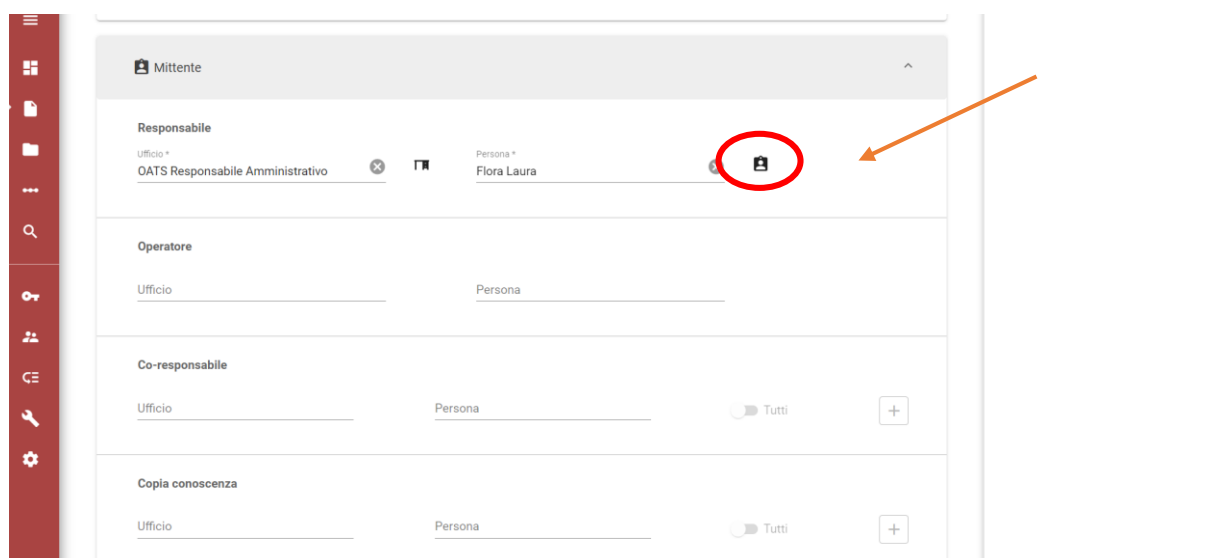 Mittente
Responsabile
Ufficio * Persona *
OATS Responsabile Amministrativo Flora Laura
Operatore
Ufficio Persona
Co-responsabile
Ufficio Persona Tutti
Copia conoscenza
Ufficio Persona Tutti